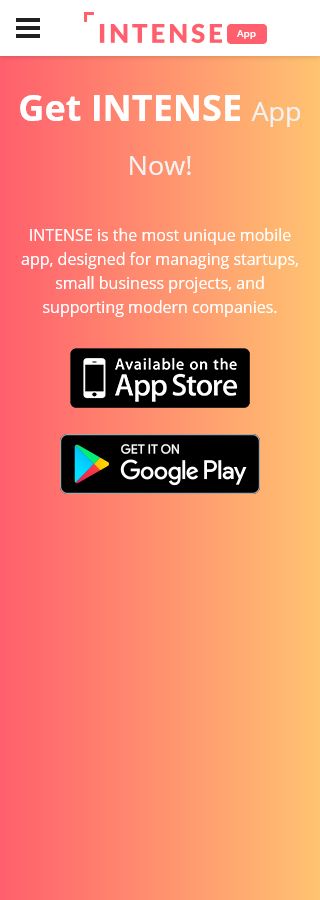 INTENSE App
Get INTENSE App
Now!
INTENSE is the most unique mobile
app, designed for managing startups,
small business projects, and
supporting modern companies.
Available on the
App Store
GET IT ON
Google Play